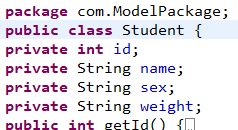 package com.ModelPackage;
public class Student {
private int id;
private String name;
private String sex;
private String weight;
public int getId() {